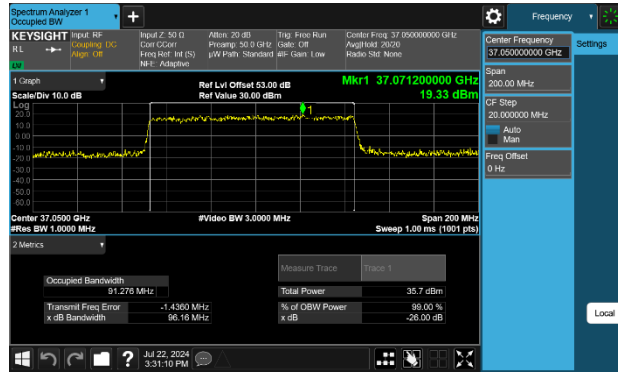 Spectrum Analyzer 1
Occupied BW
Frequency
KEYSIGHT Input: RF Input Z: 50 Ω Atten: 20 dB Trig: Free Run Center Freq: 37.050000000 GHz
RL Coupling: DC Corr CCorr Preamp: 50.0 GHz Gate: Off Avg|Hold: 20/20
Align: Off Freq Ref: Int (S) µW Path: Standard #IF Gain: Low Radio Std: None
NFE: Adaptive
LV
Center Frequency
37.050000000 GHz
Settings
Span
200.00 MHz
CF Step
20.000000 MHz
Auto
Man
Freq Offset
0 Hz
Local
1 Graph
Ref Lvl Offset 53.00 dB
Mkr1 37.071200000 GHz
Scale/Div 10.0 dB
Ref Value 30.00 dBm
19.33 dBm
Log
20.0
10.0
0.00
-10.0
-20.0
-30.0
-40.0
-50.0
-60.0
1
Center 37.0500 GHz
#Video BW 3.0000 MHz
Span 200 MHz
#Res BW 1.0000 MHz
Sweep 1.00 ms (1001 pts)
2 Metrics
Measure Trace Trace 1
Occupied Bandwidth
91.276 MHz
Total Power 35.7 dBm
Transmit Freq Error -1.4360 MHz
% of OBW Power 99.00 %
x dB Bandwidth 96.16 MHz
x dB -26.00 dB
?
Jul 22, 2024
3:31:10 PM